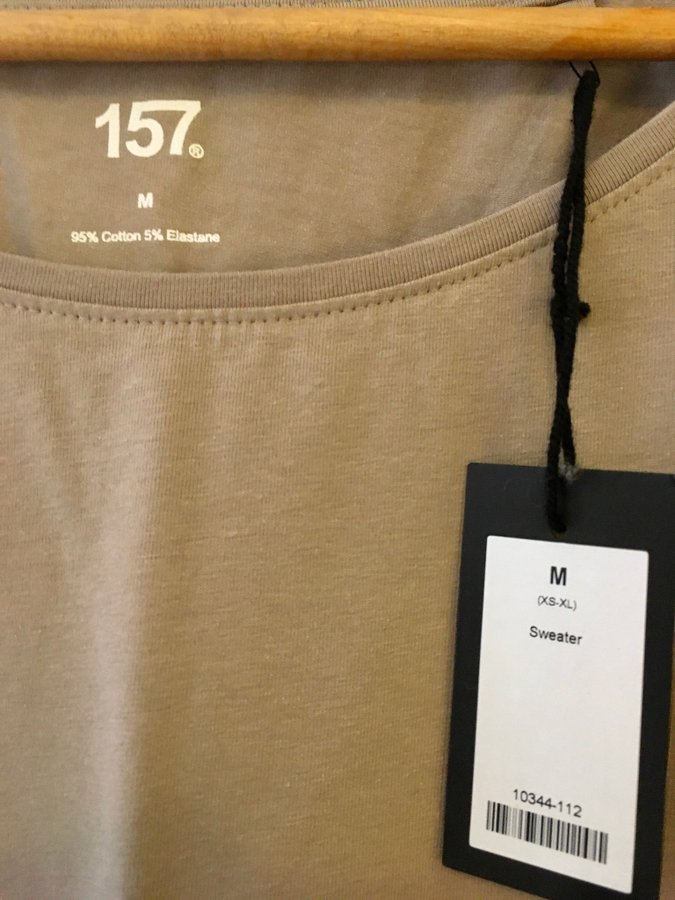 157®
M
95% Cotton 5% Elastane
M
(XS-XL)
Sweater
10344-112